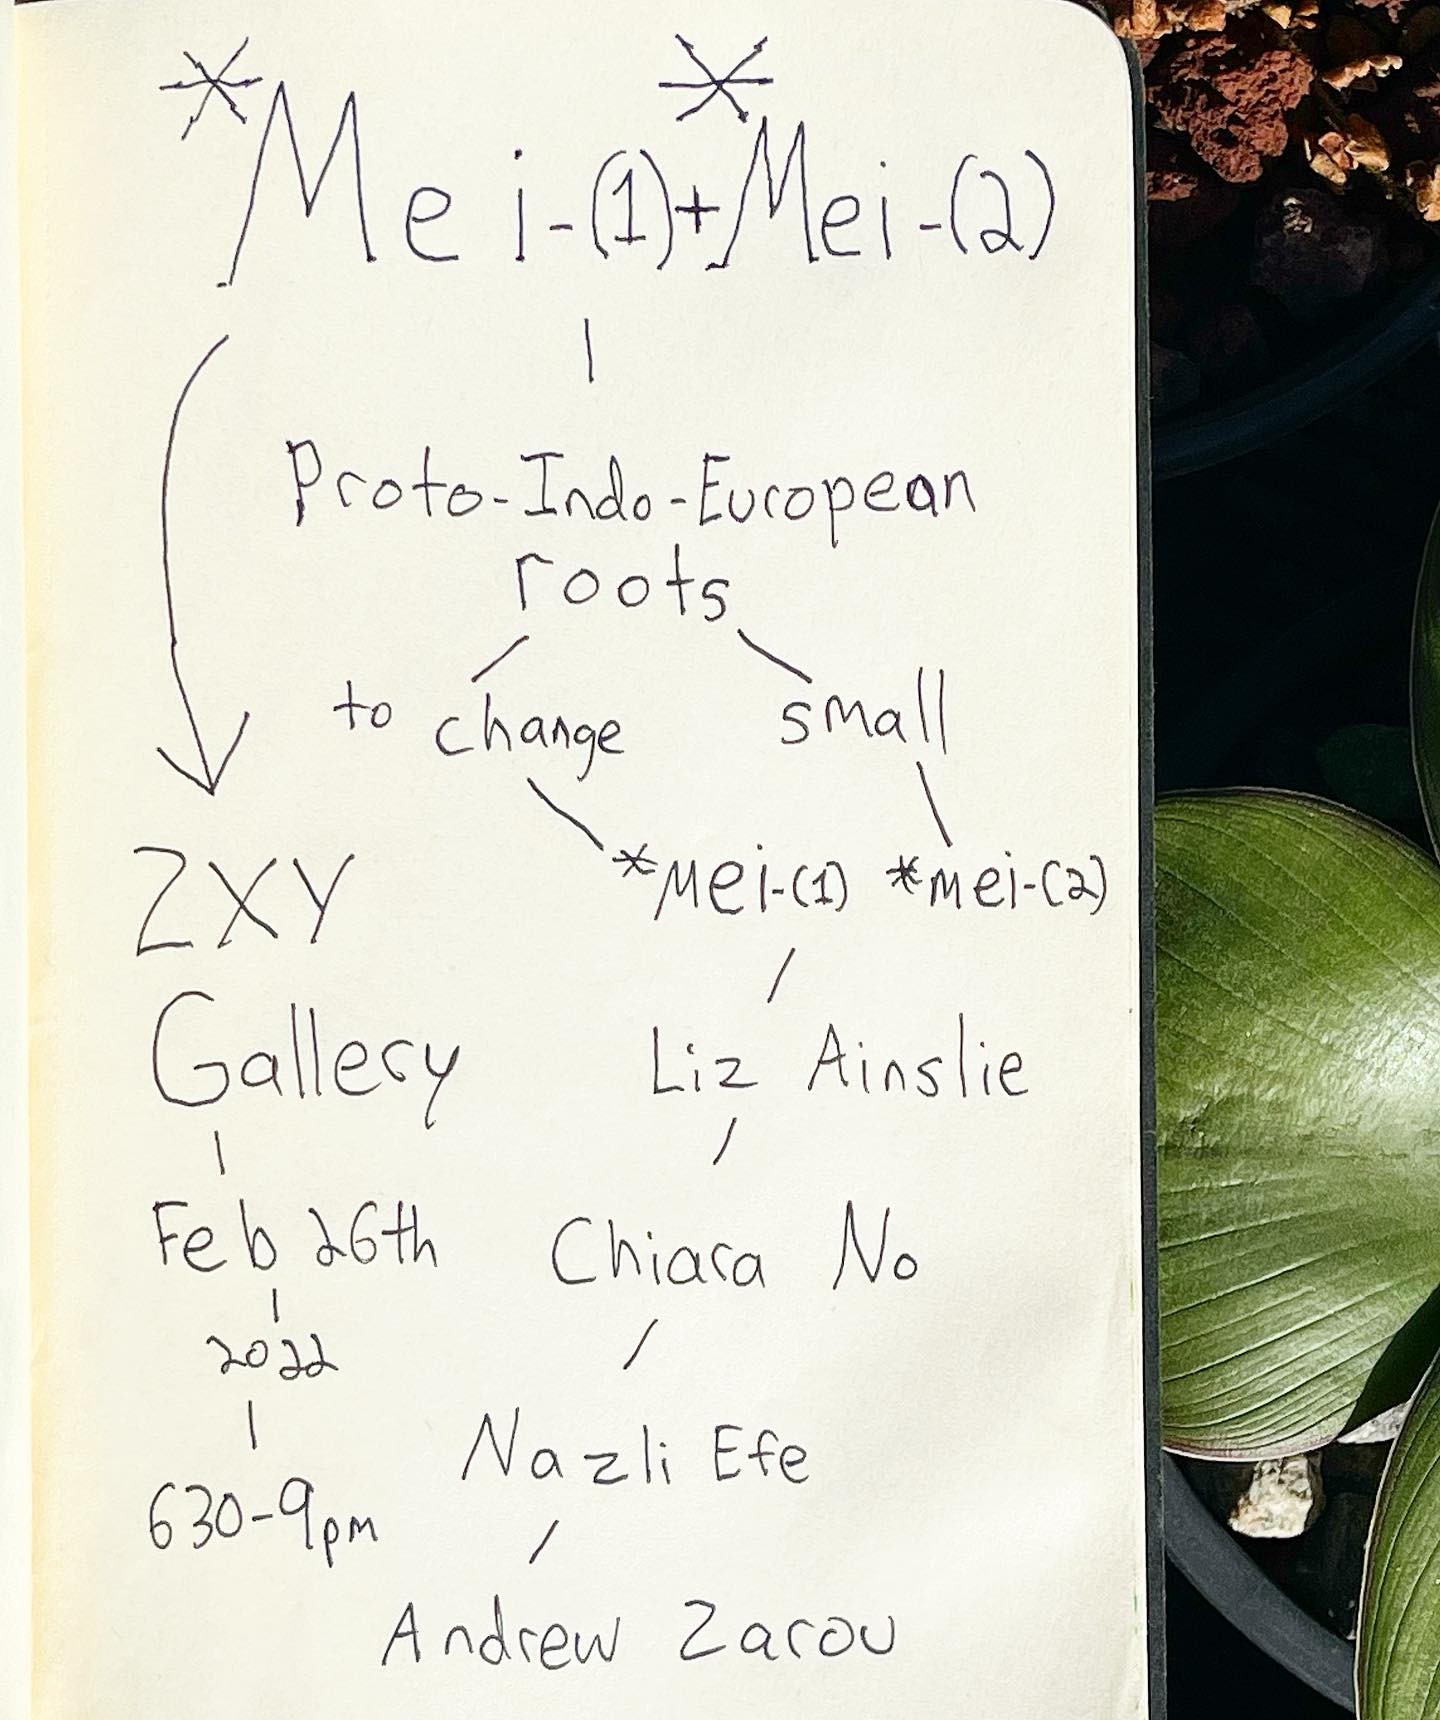 *Mei-(1)+*Mei-(2)
Proto-Indo-European
roots
to change small
*Mei-(1) *mei-(2)
ZXY
Gallery
Feb 26th
2022
630-9pm
Liz Ainslie
Chiara No
Nazli Efe
Andrew Zarou